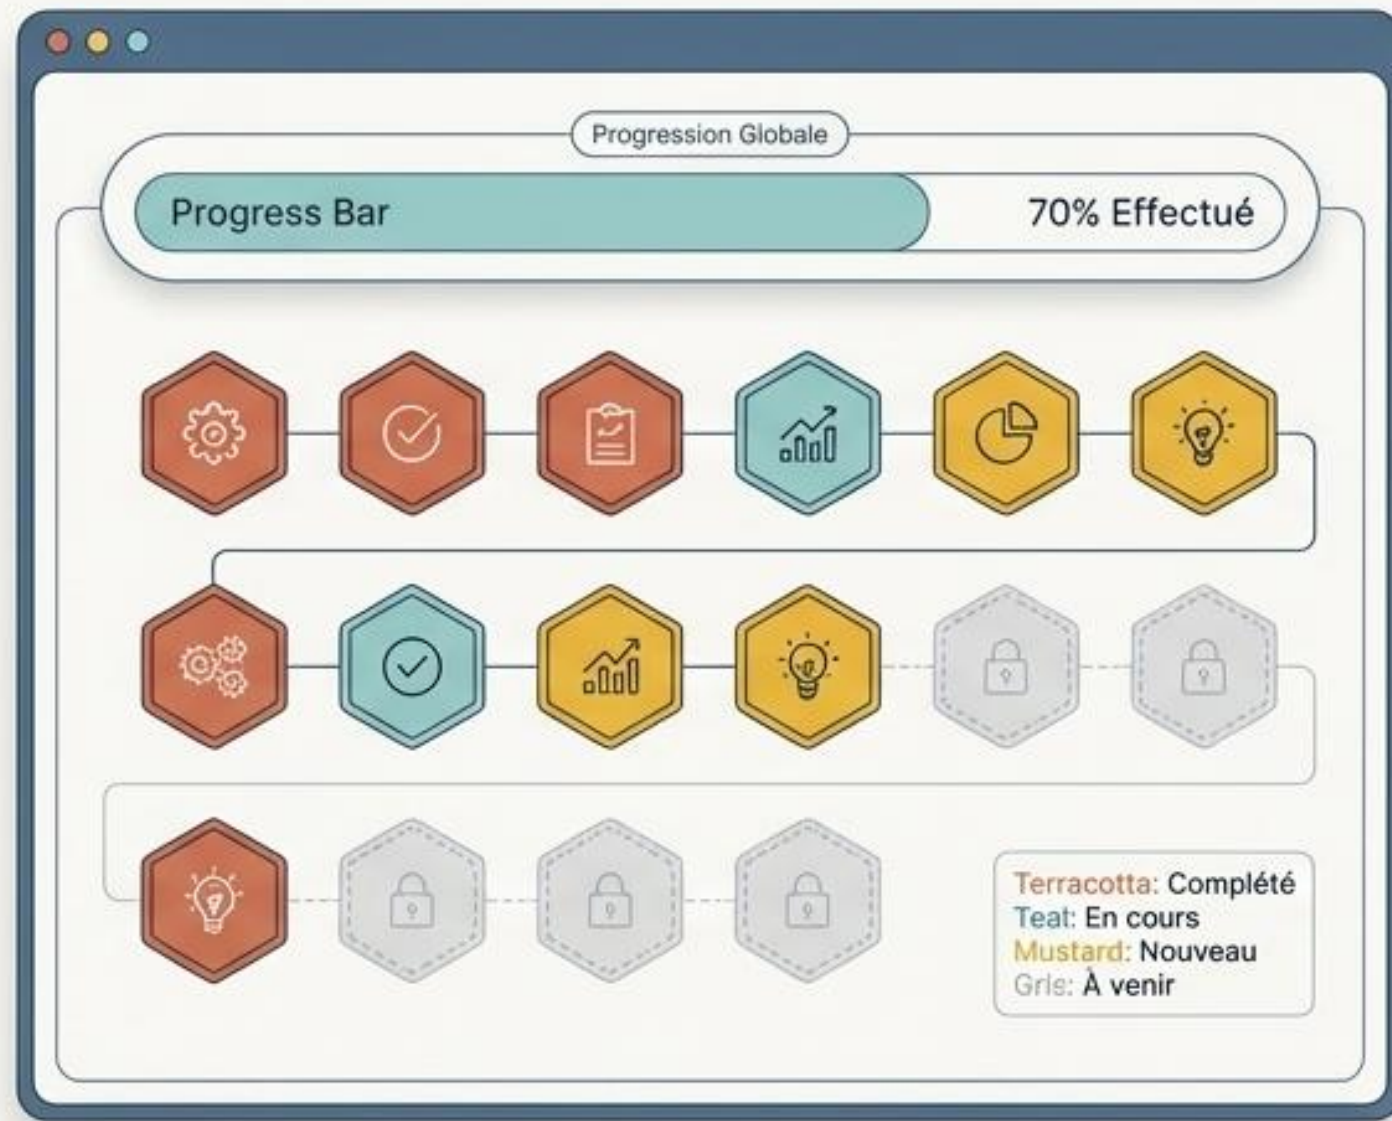 Progression Globale
Progress Bar
70% Effectué
Terracotta: Complété
Teat: En cours
Mustard: Nouveau
Gris: À venir